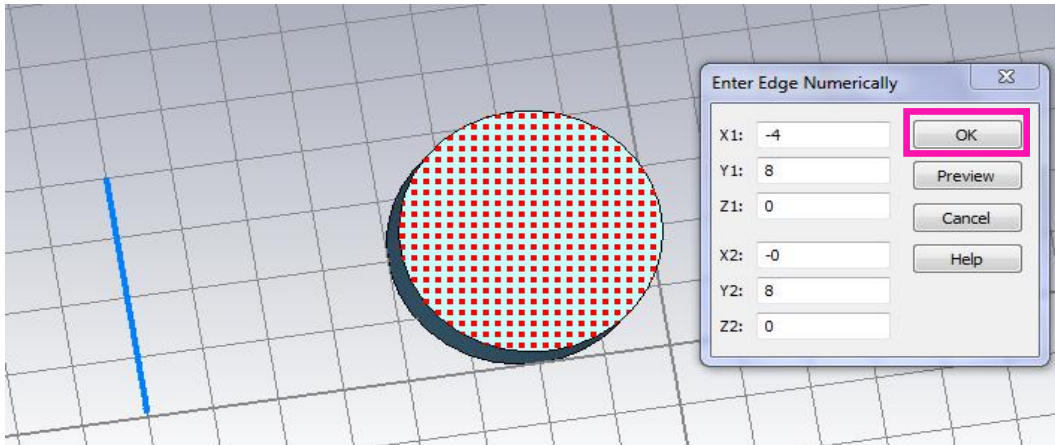 Enter Edge Numerically
X1: -4 OK
Y1: 8 Preview
Z1: 0 Cancel
X2: -0 Help
Y2: 8
Z2: 0